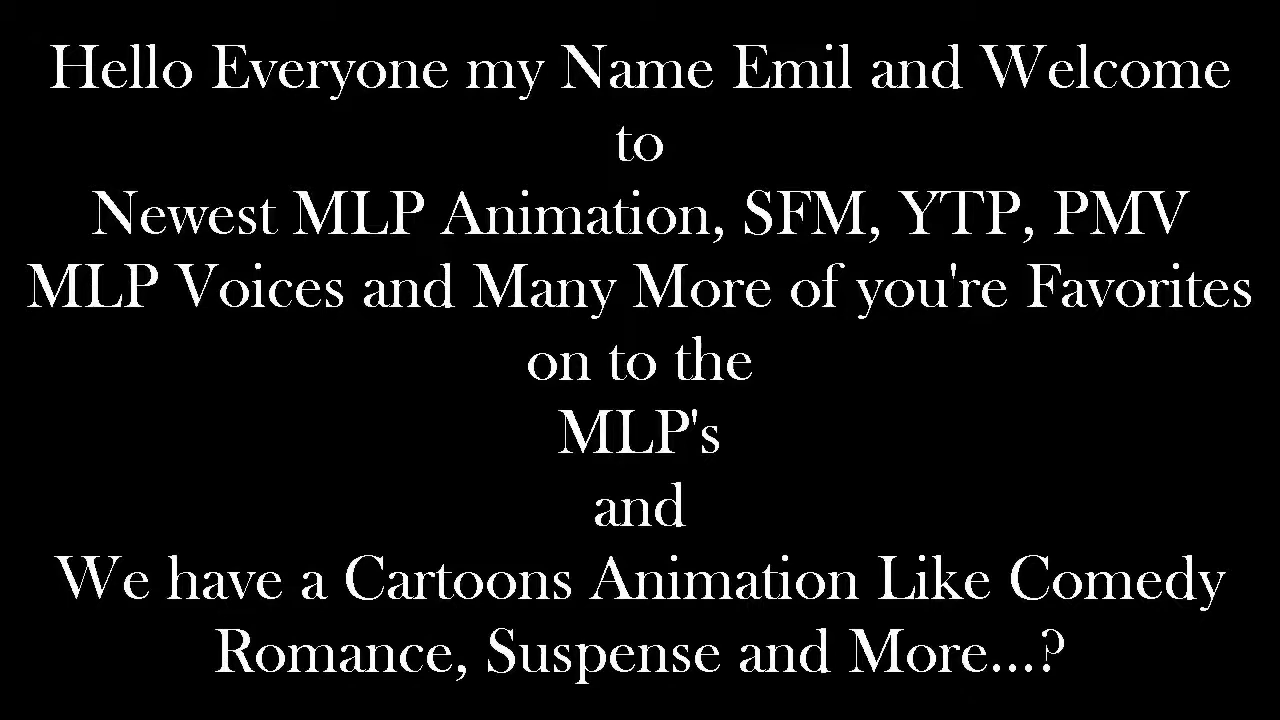 Hello Everyone my Name Emil and Welcome
to
Newest MLP Animation, SFM, YTP, PMV
MLP Voices and Many More of you're Favorites
on to the
MLP's
and
We have a Cartoons Animation Like Comedy
Romance, Suspense and More...?